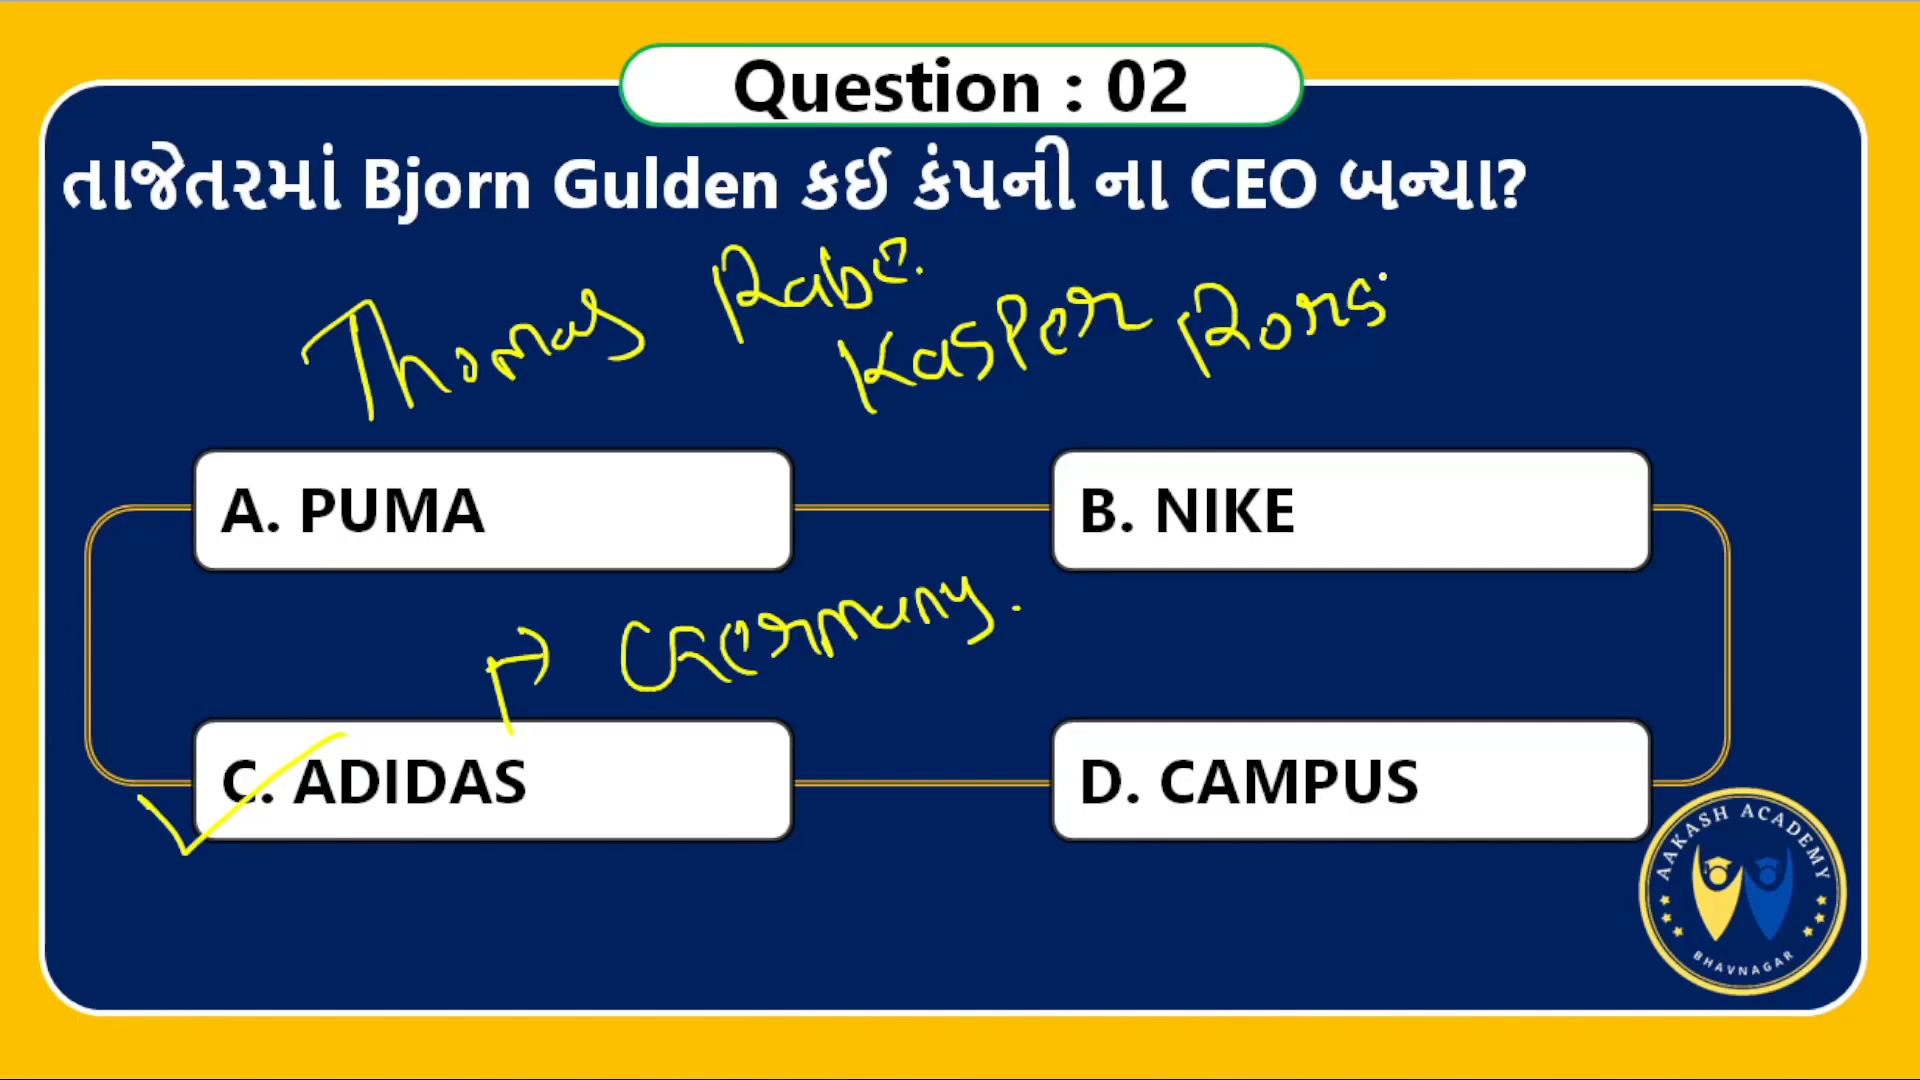 Question : 02
તાજેતરમાં Bjorn Gulden કઈ કંપની ના CEO બન્યા?
Thomas Rabe
Kasper Rors
A. PUMA
B. NIKE
Germany.
C. ADIDAS
D. CAMPUS
AAKASH ACADEMY
BHAVNAGAR